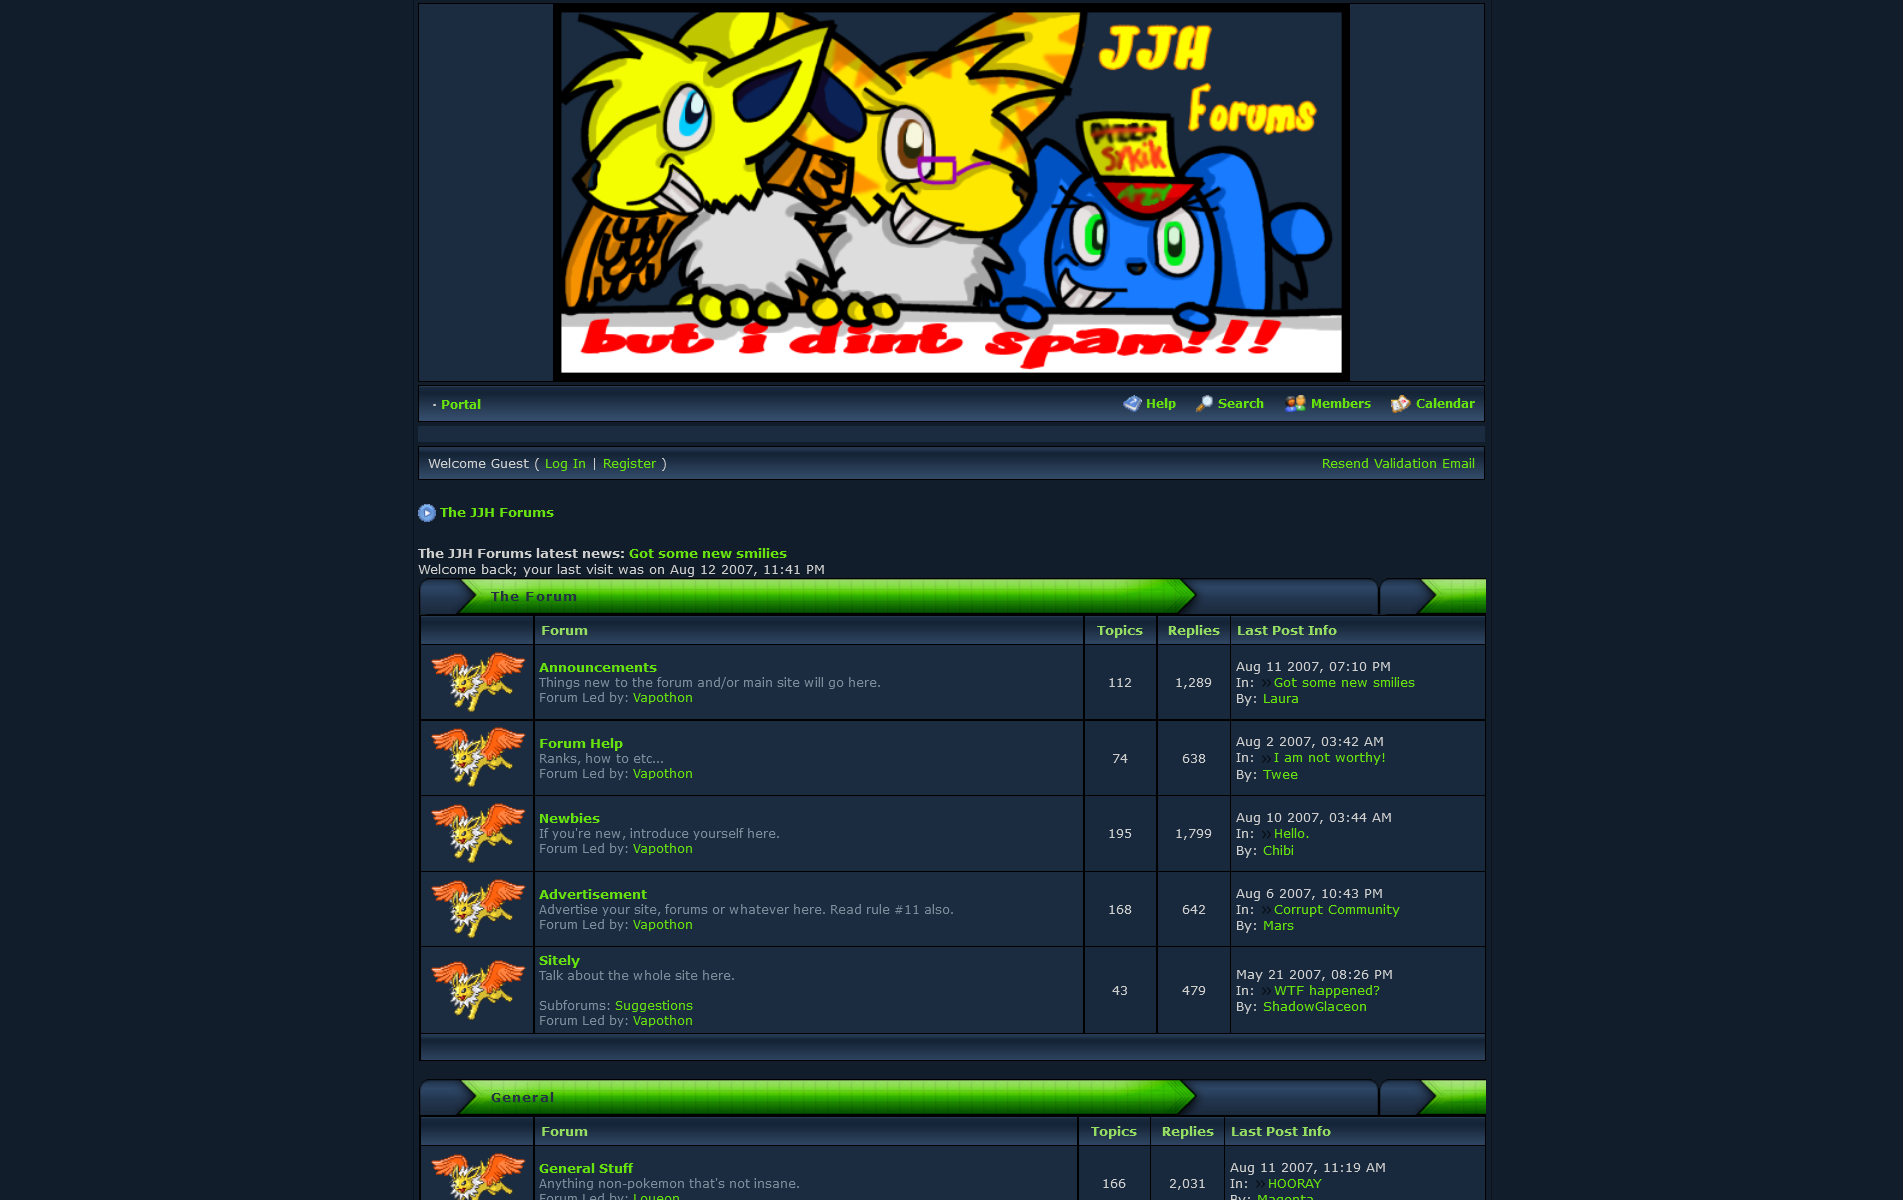 JJH
Forums
PIZZA
SYKIK
AZN
but i dint spam!!!
· Portal
Help
Search
Members
Calendar
Welcome Guest ( Log In | Register )
Resend Validation Email
The JJH Forums
The JJH Forums latest news: Got some new smilies
Welcome back; your last visit was on Aug 12 2007, 11:41 PM
The Forum
Forum Topics Replies Last Post Info
Announcements
Things new to the forum and/or main site will go here.
Forum Led by: Vapothon
112
1,289
Aug 11 2007, 07:10 PM
In: »Got some new smilies
By: Laura
Forum Help
Ranks, how to etc...
Forum Led by: Vapothon
74
638
Aug 2 2007, 03:42 AM
In: »I am not worthy!
By: Twee
Newbies
If you're new, introduce yourself here.
Forum Led by: Vapothon
195
1,799
Aug 10 2007, 03:44 AM
In: »Hello.
By: Chibi
Advertisement
Advertise your site, forums or whatever here. Read rule #11 also.
Forum Led by: Vapothon
168
642
Aug 6 2007, 10:43 PM
In: »Corrupt Community
By: Mars
Sitely
Talk about the whole site here.
Subforums: Suggestions
Forum Led by: Vapothon
43
479
May 21 2007, 08:26 PM
In: »WTF happened?
By: ShadowGlaceon
General
Forum Topics Replies Last Post Info
General Stuff
Anything non-pokemon that's not insane.
Forum Led by: Loueon
166
2,031
Aug 11 2007, 11:19 AM
In: »HOORAY
By: Magenta